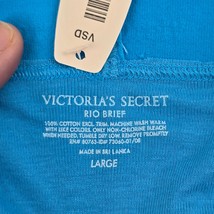 VSD
VICTORIA'S SECRET
RIO BRIEF
100% COTTON EXCL. TRIM. MACHINE WASH WARM
WITH LIKE COLORS. ONLY NON-CHLORINE BLEACH
WHEN NEEDED. TUMBLE DRY LOW. REMOVE PROMPTLY
MADE IN SRI LANKA
LARGE